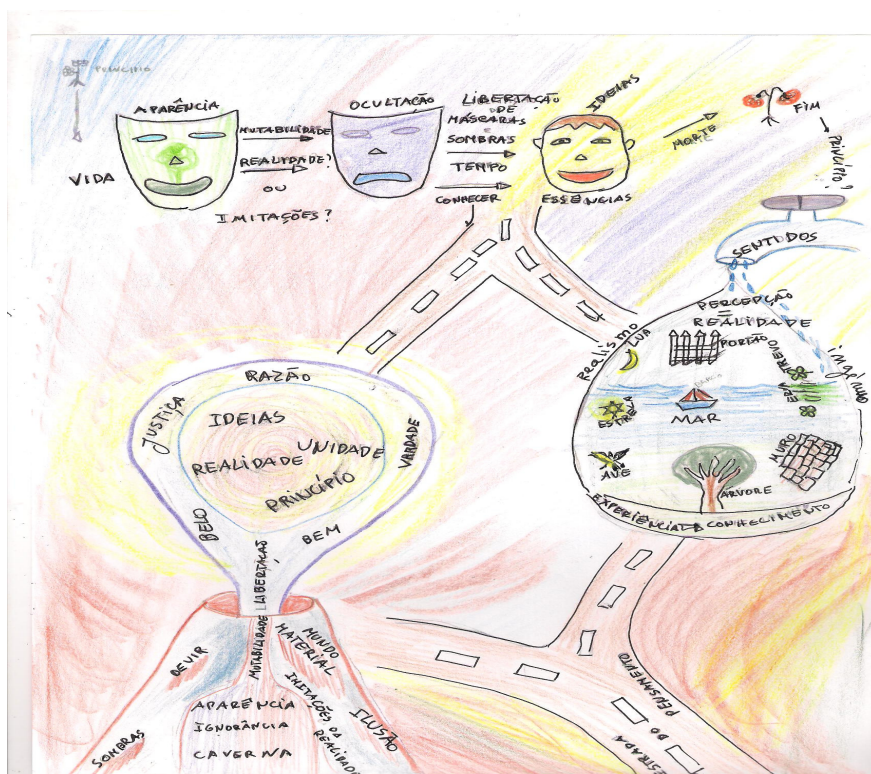 PRINCÍPIO
VIDA
APARÊNCIA
MUTABILIDADE
REALIDADE?
OU
IMITAÇÕES?
OCULTAÇÃO
LIBERTAÇÃO
DE
MÁSCARAS
E
SOMBRAS
TEMPO
CONHECER
IDEIAS
ESSÊNCIAS
MORTE
FIM
PRINCÍPIO?
SENTIDOS
PERCEPÇÃO
=
REALIDADE
Realismo
ingénuo
LUA
PORTÃO
TREVO
ERVA
ESTRELA
BARCO
MAR
AVE
ÁRVORE
MURO
EXPERIÊNCIA CONHECIMENTO
RAZÃO
JUSTIÇA
VERDADE
BELO
BEM
IDEIAS
UNIDADE
REALIDADE
PRINCÍPIO
LIBERTAÇÃO
MUTABILIDADE
DEVIR
MUNDO
MATERIAL
SOMBRAS
APARÊNCIA
IGNORÂNCIA
CAVERNA
IMITAÇÕES DA
REALIDADE
ILUSÃO
ESTRADA
DO
PENSAMENTO